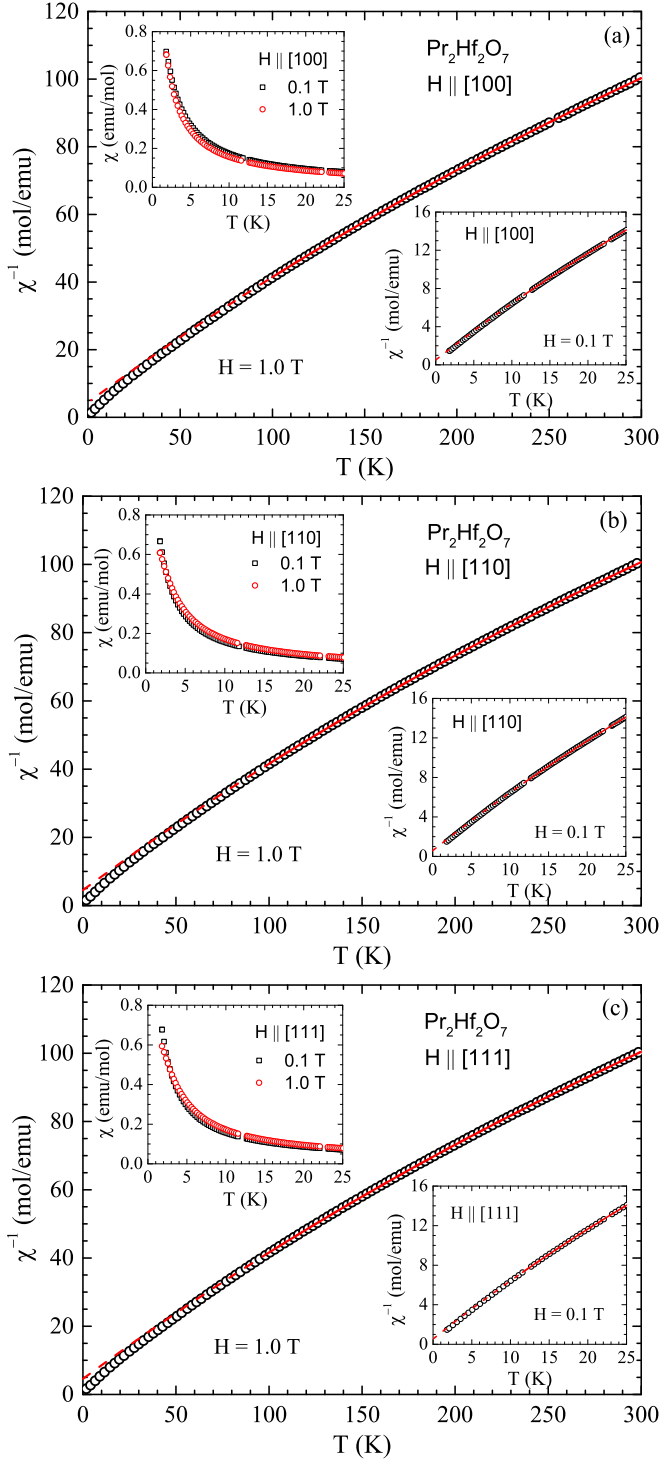 (a)
Pr₂Hf₂O₇
H || [100]
H = 1.0 T
χ⁻¹ (mol/emu)
0 20 40 60 80 100 120
T (K)
0 50 100 150 200 250 300
H || [100]
0.1 T
1.0 T
χ (emu/mol)
0.0 0.2 0.4 0.6 0.8
T (K)
0 5 10 15 20 25
H || [100]
H = 0.1 T
χ⁻¹ (mol/emu)
0 4 8 12 16
T (K)
0 5 10 15 20 25
(b)
Pr₂Hf₂O₇
H || [110]
H = 1.0 T
χ⁻¹ (mol/emu)
0 20 40 60 80 100 120
T (K)
0 50 100 150 200 250 300
H || [110]
0.1 T
1.0 T
χ (emu/mol)
0.0 0.2 0.4 0.6 0.8
T (K)
0 5 10 15 20 25
H || [110]
H = 0.1 T
χ⁻¹ (mol/emu)
0 4 8 12 16
T (K)
0 5 10 15 20 25
(c)
Pr₂Hf₂O₇
H || [111]
H = 1.0 T
χ⁻¹ (mol/emu)
0 20 40 60 80 100 120
T (K)
0 50 100 150 200 250 300
H || [111]
0.1 T
1.0 T
χ (emu/mol)
0.0 0.2 0.4 0.6 0.8
T (K)
0 5 10 15 20 25
H || [111]
H = 0.1 T
χ⁻¹ (mol/emu)
0 4 8 12 16
T (K)
0 5 10 15 20 25